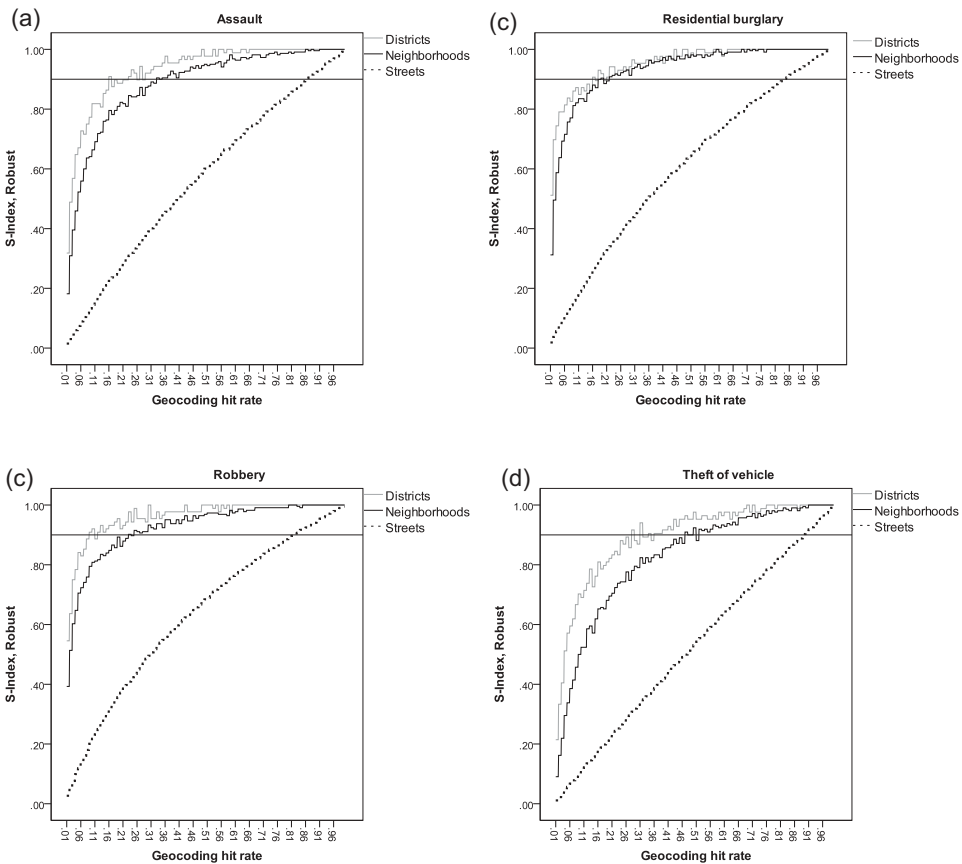 (a)
Assault
Districts
Neighborhoods
Streets
1.00
.80
.60
.40
.20
.00
S-Index, Robust
.01 .06 .11 .16 .21 .26 .31 .36 .41 .46 .51 .56 .61 .66 .71 .76 .81 .86 .91 .96
Geocoding hit rate
(c)
Residential burglary
Districts
Neighborhoods
Streets
1.00
.80
.60
.40
.20
.00
S-Index, Robust
.01 .06 .11 .16 .21 .26 .31 .36 .41 .46 .51 .56 .61 .66 .71 .76 .81 .86 .91 .96
Geocoding hit rate
(c)
Robbery
Districts
Neighborhoods
Streets
1.00
.80
.60
.40
.20
.00
S-Index, Robust
.01 .06 .11 .16 .21 .26 .31 .36 .41 .46 .51 .56 .61 .66 .71 .76 .81 .86 .91 .96
Geocoding hit rate
(d)
Theft of vehicle
Districts
Neighborhoods
Streets
1.00
.80
.60
.40
.20
.00
S-Index, Robust
.01 .06 .11 .16 .21 .26 .31 .36 .41 .46 .51 .56 .61 .66 .71 .76 .81 .86 .91 .96
Geocoding hit rate